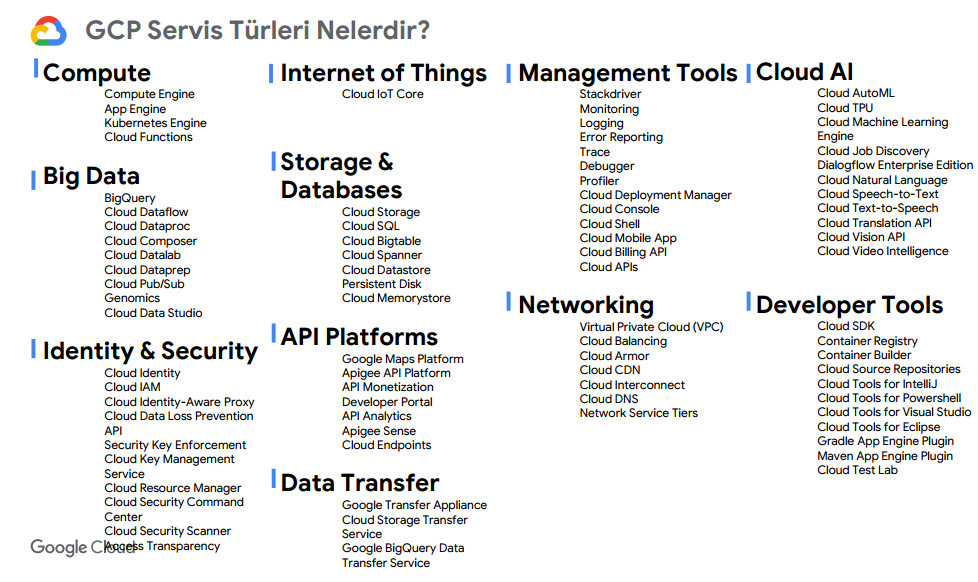 GCP Servis Türleri Nelerdir?
Compute
Compute Engine
App Engine
Kubernetes Engine
Cloud Functions
Big Data
BigQuery
Cloud Dataflow
Cloud Dataproc
Cloud Composer
Cloud Datalab
Cloud Dataprep
Cloud Pub/Sub
Genomics
Cloud Data Studio
Identity & Security
Cloud Identity
Cloud IAM
Cloud Identity-Aware Proxy
Cloud Data Loss Prevention
API
Security Key Enforcement
Cloud Key Management
Service
Cloud Resource Manager
Cloud Security Command
Center
Cloud Security Scanner
Access Transparency
Google Cloud
Internet of Things
Cloud IoT Core
Storage &
Databases
Cloud Storage
Cloud SQL
Cloud Bigtable
Cloud Spanner
Cloud Datastore
Persistent Disk
Cloud Memorystore
API Platforms
Google Maps Platform
Apigee API Platform
API Monetization
Developer Portal
API Analytics
Apigee Sense
Cloud Endpoints
Data Transfer
Google Transfer Appliance
Cloud Storage Transfer
Service
Google BigQuery Data
Transfer Service
Management Tools
Stackdriver
Monitoring
Logging
Error Reporting
Trace
Debugger
Profiler
Cloud Deployment Manager
Cloud Console
Cloud Shell
Cloud Mobile App
Cloud Billing API
Cloud APIs
Networking
Virtual Private Cloud (VPC)
Cloud Balancing
Cloud Armor
Cloud CDN
Cloud Interconnect
Cloud DNS
Network Service Tiers
Cloud AI
Cloud AutoML
Cloud TPU
Cloud Machine Learning
Engine
Cloud Job Discovery
Dialogflow Enterprise Edition
Cloud Natural Language
Cloud Speech-to-Text
Cloud Text-to-Speech
Cloud Translation API
Cloud Vision API
Cloud Video Intelligence
Developer Tools
Cloud SDK
Container Registry
Container Builder
Cloud Source Repositories
Cloud Tools for IntelliJ
Cloud Tools for Powershell
Cloud Tools for Visual Studio
Cloud Tools for Eclipse
Gradle App Engine Plugin
Maven App Engine Plugin
Cloud Test Lab